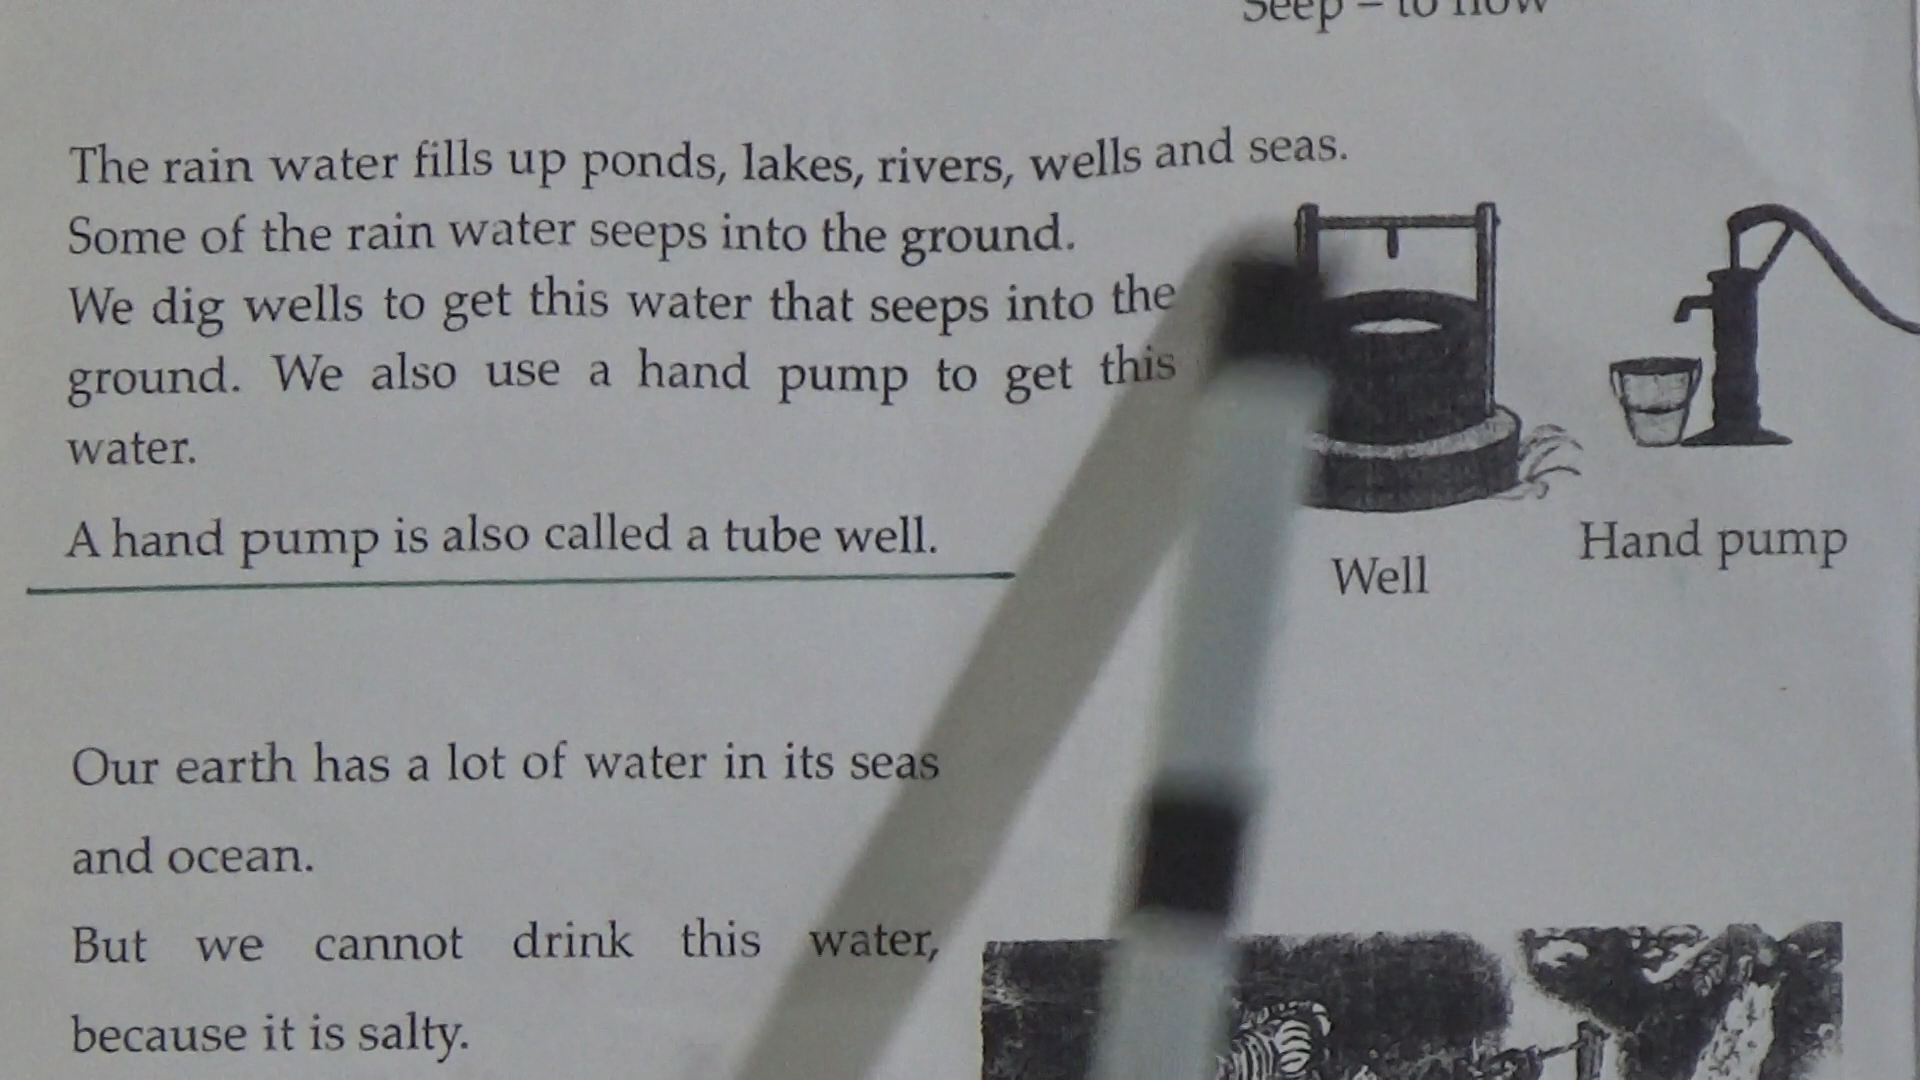 Seep – to flow
The rain water fills up ponds, lakes, rivers, wells and seas.
Some of the rain water seeps into the ground.
We dig wells to get this water that seeps into the
ground. We also use a hand pump to get this
water.
A hand pump is also called a tube well.
Well
Hand pump
Our earth has a lot of water in its seas
and ocean.
But we cannot drink this water,
because it is salty.